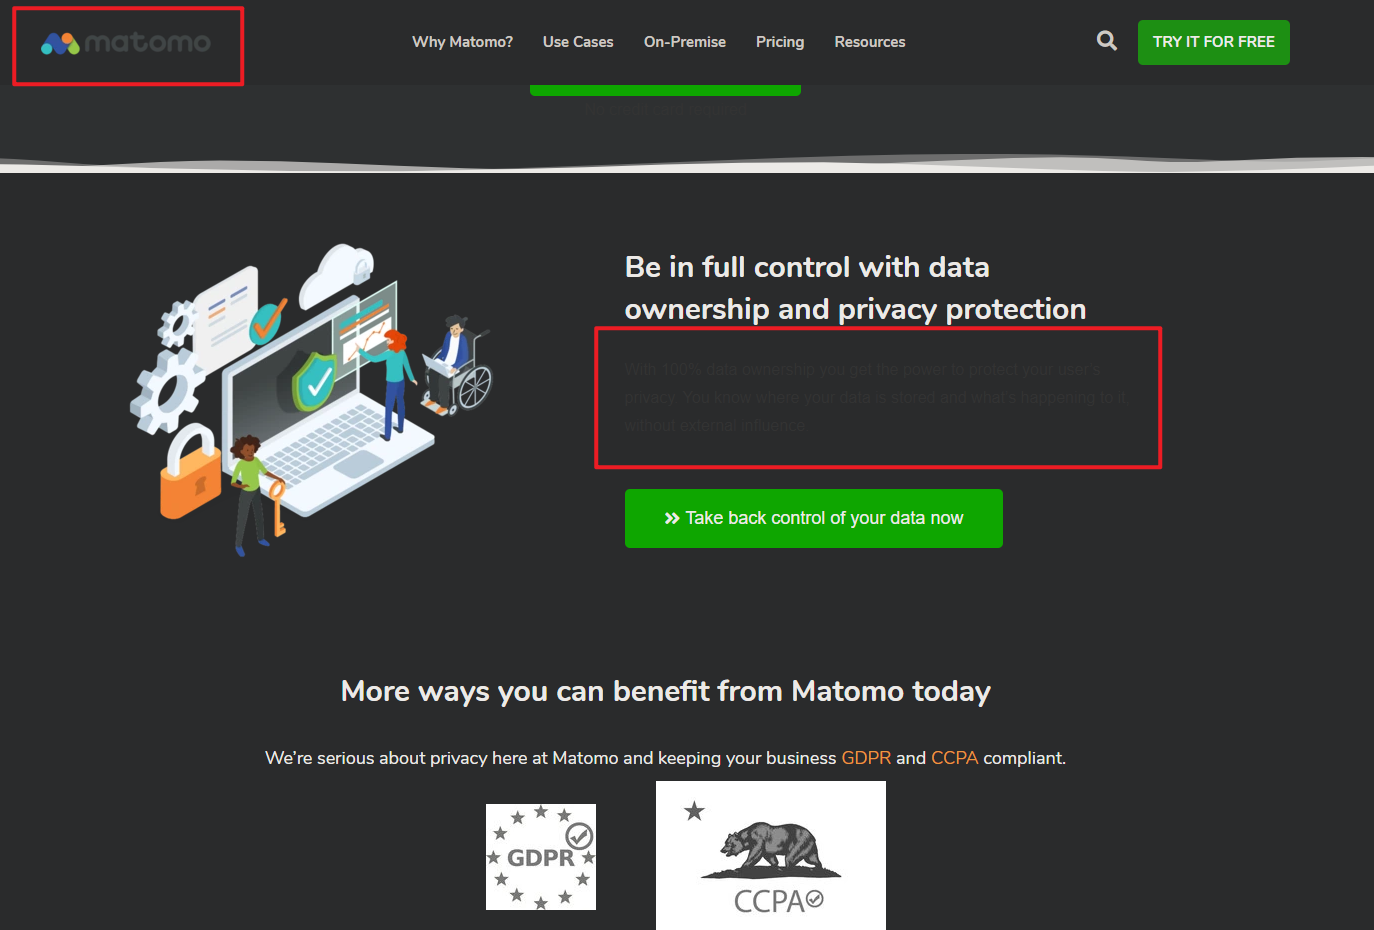 matomo
Why Matomo? Use Cases On-Premise Pricing Resources
TRY IT FOR FREE
Be in full control with data
ownership and privacy protection
With 100% data ownership you get the power to protect your user's
privacy. You know where your data is stored and what's happening to it,
without external influence.
Take back control of your data now
More ways you can benefit from Matomo today
We're serious about privacy here at Matomo and keeping your business GDPR and CCPA compliant.
GDPR
CCPA